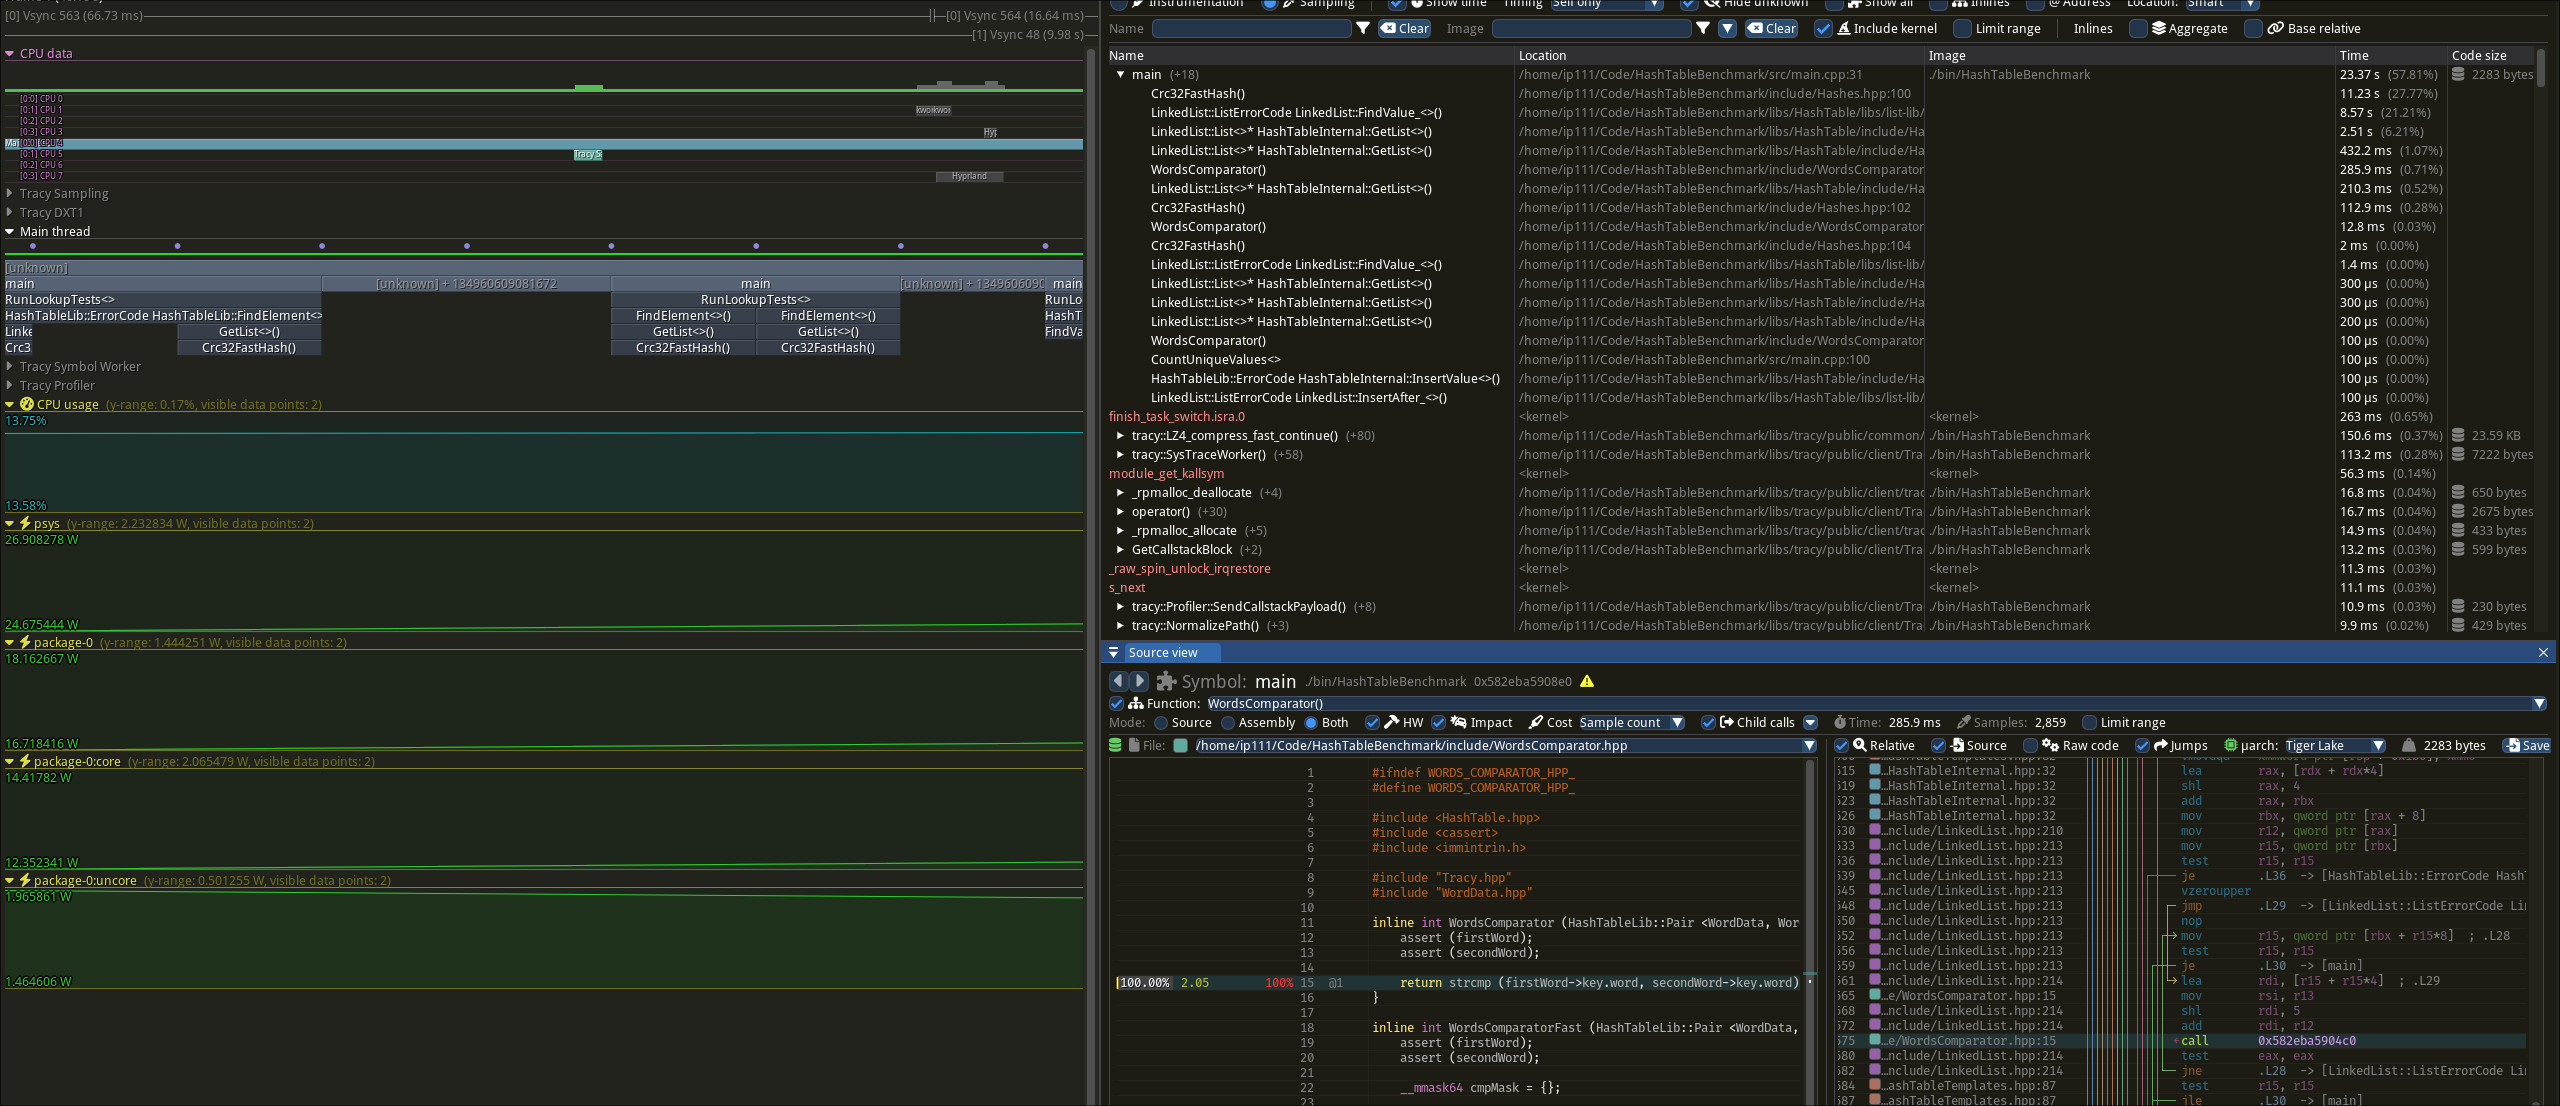 [0] Vsync 563 (66.73 ms)
[0] Vsync 564 (16.64 ms)
[1] Vsync 48 (9.98 s)
CPU data
[0:0] CPU 0
[0:1] CPU 1
kwor kwor
[0:2] CPU 2
[0:3] CPU 3
Hyp
[0:1] CPU 5
Tracy S
[0:2] CPU 6
[0:3] CPU 7
Hyprland
Tracy Sampling
Tracy DXT1
Main thread
[unknown]
main [unknown] + 134960609081672 main [unknown] + 1349606090 main
RunLookupTests<> RunLookupTests<> RunLo
HashTableLib::ErrorCode HashTableLib::FindElement<> FindElement<>() FindElement<>() HashT
Linke GetList<>() GetList<>() GetList<>() FindVa
Crc3 Crc32FastHash() Crc32FastHash() Crc32FastHash()
Tracy Symbol Worker
Tracy Profiler
CPU usage (y-range: 0.17%, visible data points: 2)
13.75%
13.58%
psys (y-range: 2.232834 W, visible data points: 2)
26.908278 W
24.675444 W
package-0 (y-range: 1.444251 W, visible data points: 2)
18.162667 W
16.718416 W
package-0:core (y-range: 2.065479 W, visible data points: 2)
14.41782 W
12.352341 W
package-0:uncore (y-range: 0.501255 W, visible data points: 2)
1.965861 W
1.464606 W
Instrumentation Sampling Show time Timing Self only Hide unknown Show all Inlines @ Address Location: Smart
Name Clear Image Clear Include kernel Limit range Inlines Aggregate Base relative
Name Location Image Time Code size
main (+18) /home/ip111/Code/HashTableBenchmark/src/main.cpp:31 ./bin/HashTableBenchmark 23.37 s (57.81%) 2283 bytes
Crc32FastHash() /home/ip111/Code/HashTableBenchmark/include/Hashes.hpp:100 11.23 s (27.77%)
LinkedList::ListErrorCode LinkedList::FindValue_<>() /home/ip111/Code/HashTableBenchmark/libs/HashTable/libs/list-lib/ 8.57 s (21.21%)
LinkedList::List<>* HashTableInternal::GetList<>() /home/ip111/Code/HashTableBenchmark/libs/HashTable/include/Ha 2.51 s (6.21%)
LinkedList::List<>* HashTableInternal::GetList<>() /home/ip111/Code/HashTableBenchmark/libs/HashTable/include/Ha 432.2 ms (1.07%)
WordsComparator() /home/ip111/Code/HashTableBenchmark/include/WordsComparator 285.9 ms (0.71%)
LinkedList::List<>* HashTableInternal::GetList<>() /home/ip111/Code/HashTableBenchmark/libs/HashTable/include/Ha 210.3 ms (0.52%)
Crc32FastHash() /home/ip111/Code/HashTableBenchmark/include/Hashes.hpp:102 112.9 ms (0.28%)
WordsComparator() /home/ip111/Code/HashTableBenchmark/include/WordsComparator 12.8 ms (0.03%)
Crc32FastHash() /home/ip111/Code/HashTableBenchmark/include/Hashes.hpp:104 2 ms (0.00%)
LinkedList::ListErrorCode LinkedList::FindValue_<>() /home/ip111/Code/HashTableBenchmark/libs/HashTable/libs/list-lib/ 1.4 ms (0.00%)
LinkedList::List<>* HashTableInternal::GetList<>() /home/ip111/Code/HashTableBenchmark/libs/HashTable/include/Ha 300 μs (0.00%)
LinkedList::List<>* HashTableInternal::GetList<>() /home/ip111/Code/HashTableBenchmark/libs/HashTable/include/Ha 300 μs (0.00%)
LinkedList::List<>* HashTableInternal::GetList<>() /home/ip111/Code/HashTableBenchmark/libs/HashTable/include/Ha 200 μs (0.00%)
WordsComparator() /home/ip111/Code/HashTableBenchmark/include/WordsComparator 100 μs (0.00%)
CountUniqueValues<> /home/ip111/Code/HashTableBenchmark/src/main.cpp:100 100 μs (0.00%)
HashTableLib::ErrorCode HashTableInternal::InsertValue<>() /home/ip111/Code/HashTableBenchmark/libs/HashTable/include/Ha 100 μs (0.00%)
LinkedList::ListErrorCode LinkedList::InsertAfter_<>() /home/ip111/Code/HashTableBenchmark/libs/HashTable/libs/list-lib/ 100 μs (0.00%)
finish_task_switch.isra.0 <kernel> <kernel> 263 ms (0.65%)
tracy::LZ4_compress_fast_continue() (+80) /home/ip111/Code/HashTableBenchmark/libs/tracy/public/common/ ./bin/HashTableBenchmark 150.6 ms (0.37%) 23.59 KB
tracy::SysTraceWorker() (+58) /home/ip111/Code/HashTableBenchmark/libs/tracy/public/client/Tra ./bin/HashTableBenchmark 113.2 ms (0.28%) 7222 bytes
module_get_kallsym <kernel> <kernel> 56.3 ms (0.14%)
_rpmalloc_deallocate (+4) /home/ip111/Code/HashTableBenchmark/libs/tracy/public/client/trac ./bin/HashTableBenchmark 16.8 ms (0.04%) 650 bytes
operator() (+30) /home/ip111/Code/HashTableBenchmark/libs/tracy/public/client/Tra ./bin/HashTableBenchmark 16.7 ms (0.04%) 2675 bytes
_rpmalloc_allocate (+5) /home/ip111/Code/HashTableBenchmark/libs/tracy/public/client/trac ./bin/HashTableBenchmark 14.9 ms (0.04%) 433 bytes
GetCallstackBlock (+2) /home/ip111/Code/HashTableBenchmark/libs/tracy/public/client/Tra ./bin/HashTableBenchmark 13.2 ms (0.03%) 599 bytes
_raw_spin_unlock_irqrestore <kernel> <kernel> 11.3 ms (0.03%)
s_next <kernel> <kernel> 11.1 ms (0.03%)
tracy::Profiler::SendCallstackPayload() (+8) /home/ip111/Code/HashTableBenchmark/libs/tracy/public/client/Tra ./bin/HashTableBenchmark 10.9 ms (0.03%) 230 bytes
tracy::NormalizePath() (+3) /home/ip111/Code/HashTableBenchmark/libs/tracy/public/client/Tra ./bin/HashTableBenchmark 9.9 ms (0.02%) 429 bytes
Source view
Symbol: main ./bin/HashTableBenchmark 0x582eba5908e0
Function: WordsComparator()
Mode: Source Assembly Both HW Impact Cost Sample count Child calls Time: 285.9 ms Samples: 2,859 Limit range
File: /home/ip111/Code/HashTableBenchmark/include/WordsComparator.hpp
1 #ifndef WORDS_COMPARATOR_HPP_
2 #define WORDS_COMPARATOR_HPP_
3
4 #include <HashTable.hpp>
5 #include <cassert>
6 #include <immintrin.h>
7
8 #include "Tracy.hpp"
9 #include "WordData.hpp"
10
11 inline int WordsComparator (HashTableLib::Pair <WordData, Wor
12 assert (firstWord);
13 assert (secondWord);
14
100.00% 2.05 100% 15 @1 return strcmp (firstWord->key.word, secondWord->key.word)
16 }
17
18 inline int WordsComparatorFast (HashTableLib::Pair <WordData,
19 assert (firstWord);
20 assert (secondWord);
21
22 __mmask64 cmpMask = {};
23
Relative Source Raw code Jumps μarch: Tiger Lake 2283 bytes Save
515 …HashTableInternal.hpp:32 lea rax, [rdx + rdx*4]
519 …HashTableInternal.hpp:32 shl rax, 4
523 …HashTableInternal.hpp:32 add rax, rbx
526 …HashTableInternal.hpp:32 mov rbx, qword ptr [rax + 8]
530 …nclude/LinkedList.hpp:210 mov r12, qword ptr [rax]
533 …nclude/LinkedList.hpp:213 mov r15, qword ptr [rbx]
536 …nclude/LinkedList.hpp:213 test r15, r15
539 …nclude/LinkedList.hpp:213 je .L36 -> [HashTableLib::ErrorCode Hash
545 …nclude/LinkedList.hpp:213 vzeroupper
548 …nclude/LinkedList.hpp:213 jmp .L29 -> [LinkedList::ListErrorCode Li
550 …nclude/LinkedList.hpp:213 nop
552 …nclude/LinkedList.hpp:213 mov r15, qword ptr [rbx + r15*8] ; .L28
556 …nclude/LinkedList.hpp:213 test r15, r15
559 …nclude/LinkedList.hpp:213 je .L30 -> [main]
561 …nclude/LinkedList.hpp:214 lea rdi, [r15 + r15*4] ; .L29
565 …e/WordsComparator.hpp:15 mov rsi, r13
568 …nclude/LinkedList.hpp:214 shl rdi, 5
572 …nclude/LinkedList.hpp:214 add rdi, r12
575 …e/WordsComparator.hpp:15 call 0x582eba5904c0
580 …nclude/LinkedList.hpp:214 test eax, eax
582 …nclude/LinkedList.hpp:214 jne .L28 -> [LinkedList::ListErrorCode Li
584 …ashTableTemplates.hpp:87 test r15, r15
587 …ashTableTemplates.hpp:87 jle .L30 -> [main]